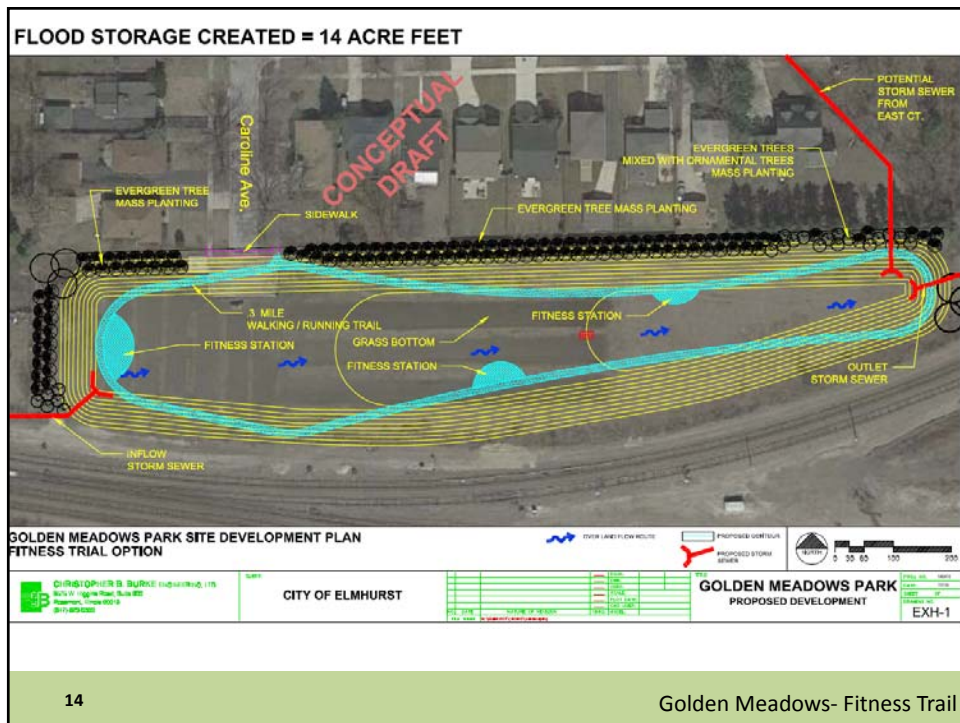 FLOOD STORAGE CREATED = 14 ACRE FEET
CONCEPTUAL
DRAFT
POTENTIAL
STORM SEWER
FROM
EAST CT.
Caroline Ave.
EVERGREEN TREES
MIXED WITH ORNAMENTAL TREES
MASS PLANTING
EVERGREEN TREE
MASS PLANTING
SIDEWALK
EVERGREEN TREE MASS PLANTING
.3 MILE
WALKING / RUNNING TRAIL
FITNESS STATION
GRASS BOTTOM
FITNESS STATION
FITNESS STATION
OUTLET
STORM SEWER
INFLOW
STORM SEWER
GOLDEN MEADOWS PARK SITE DEVELOPMENT PLAN
FITNESS TRIAL OPTION
OVER LAND FLOW ROUTE
PROPOSED CONTOUR
PROPOSED STORM
SEWER
NORTH
CHRISTOPHER B. BURKE ENGINEERING, LTD.
CITY OF ELMHURST
TITLE
GOLDEN MEADOWS PARK
PROPOSED DEVELOPMENT
EXH-1
14
Golden Meadows- Fitness Trail